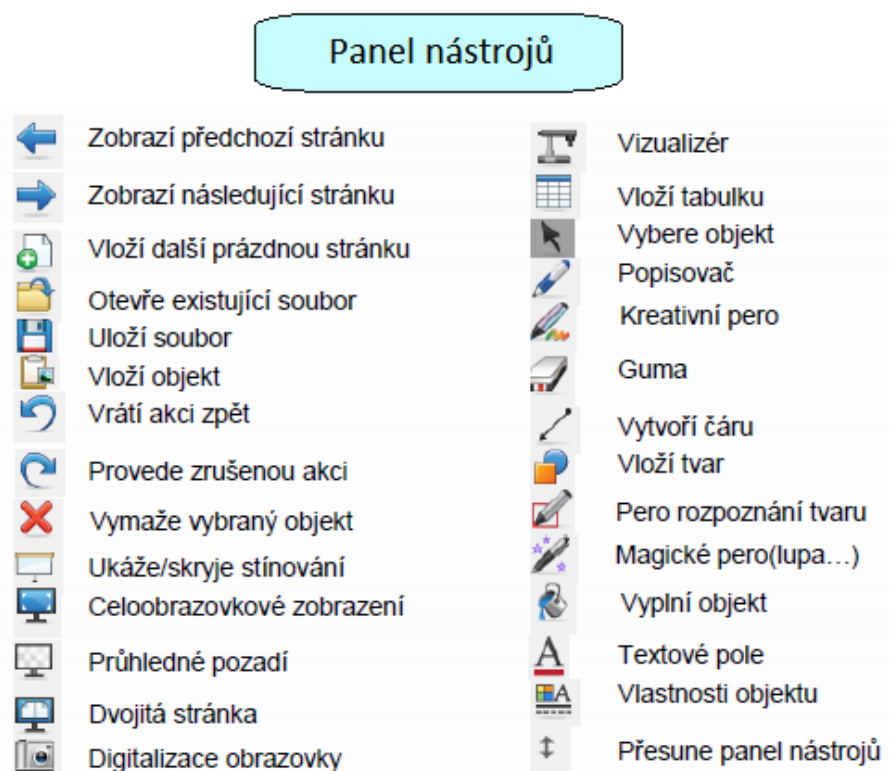 Panel nástrojů
Zobrazí předchozí stránku
Zobrazí následující stránku
Vloží další prázdnou stránku
Otevře existující soubor
Uloží soubor
Vloží objekt
Vrátí akci zpět
Provede zrušenou akci
Vymaže vybraný objekt
Ukáže/skryje stínování
Celoobrazovkové zobrazení
Průhledné pozadí
Dvojitá stránka
Digitalizace obrazovky
Vizualizér
Vloží tabulku
Vybere objekt
Popisovač
Kreativní pero
Guma
Vytvoří čáru
Vloží tvar
Pero rozpoznání tvaru
Magické pero(lupa…)
Vyplní objekt
Textové pole
Vlastnosti objektu
Přesune panel nástrojů